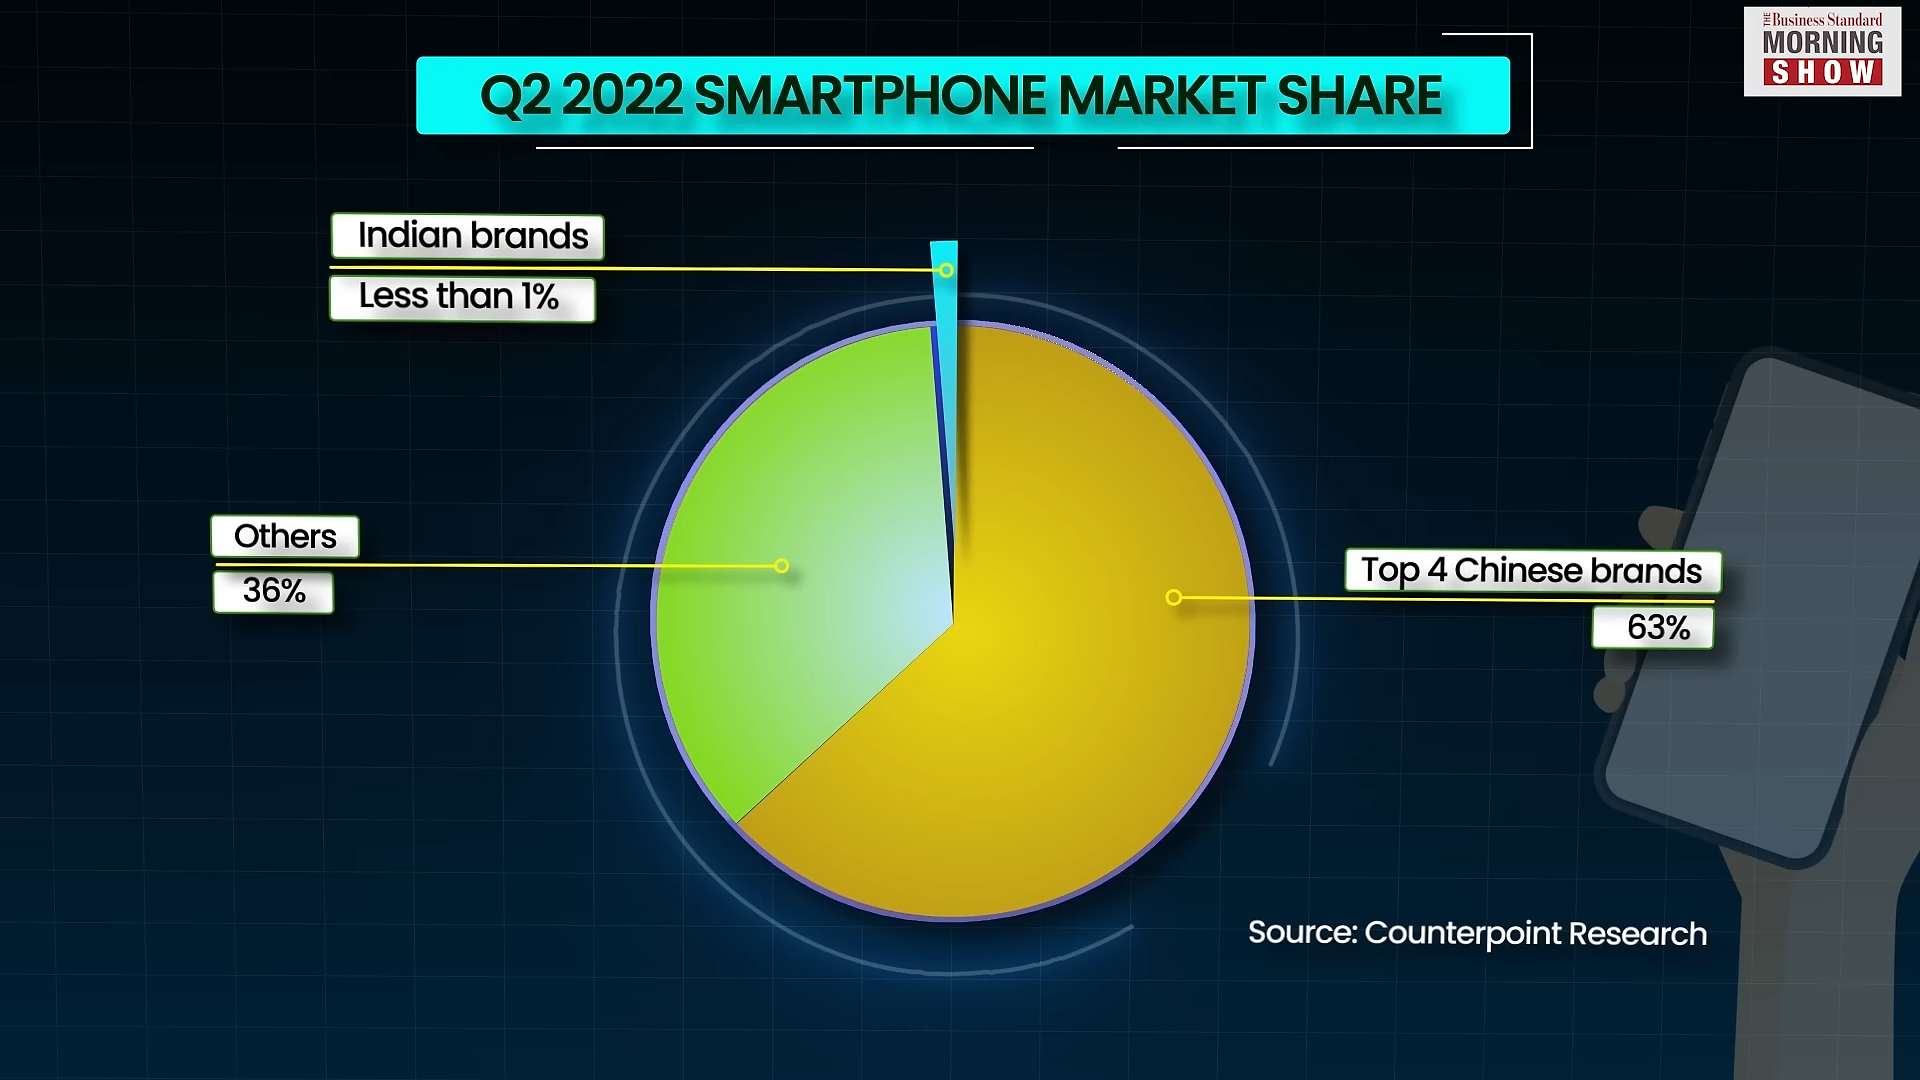 THE Business Standard
MORNING
SHOW
Q2 2022 SMARTPHONE MARKET SHARE
Indian brands
Less than 1%
Others
36%
Top 4 Chinese brands
63%
Source: Counterpoint Research